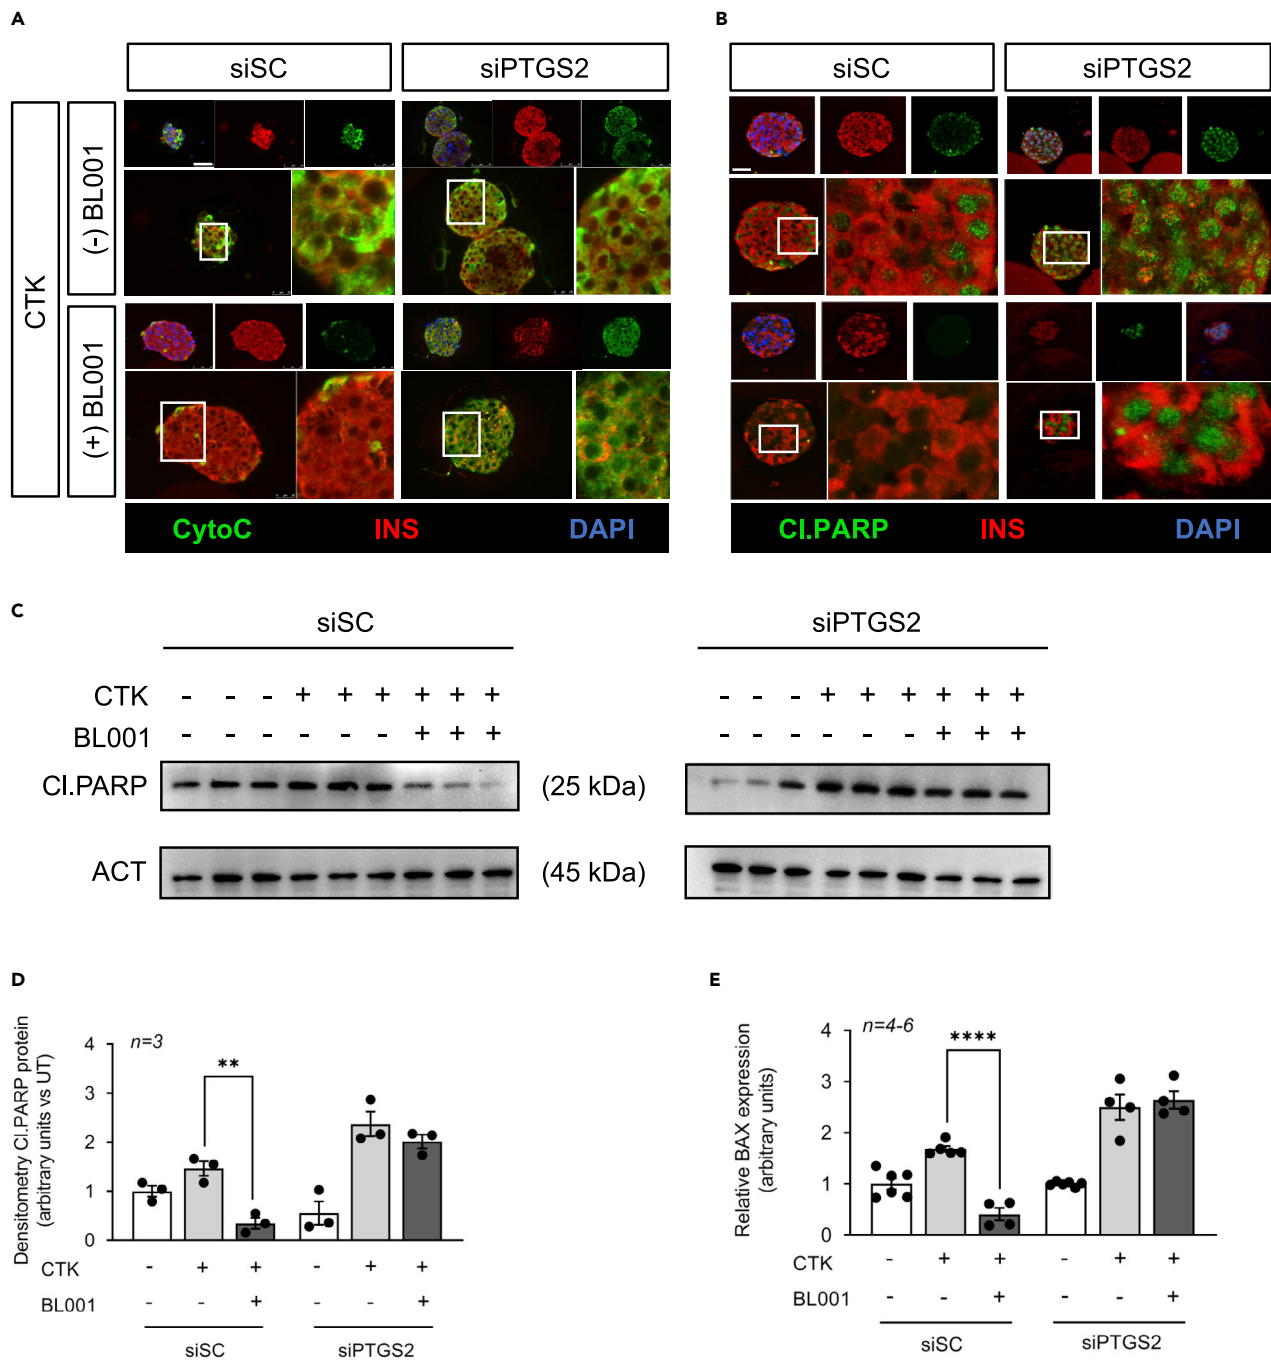 A
B
siSC
siPTGS2
siSC
siPTGS2
CTK
(-) BL001
(+) BL001
CytoC
INS
DAPI
Cl.PARP
INS
DAPI
C
siSC
siPTGS2
CTK - - - + + + + + + - - - + + + + + +
BL001 - - - - - - + + + - - - - - - + + +
Cl.PARP (25 kDa)
ACT (45 kDa)
D
Densitometry Cl.PARP protein
(arbitrary units vs UT)
n=3
**
4
3
2
1
0
CTK - + + - + +
BL001 - - + - - +
siSC
siPTGS2
E
Relative BAX expression
(arbitrary units)
n=4-6
****
4
3
2
1
0
CTK - + + - + +
BL001 - - + - - +
siSC
siPTGS2